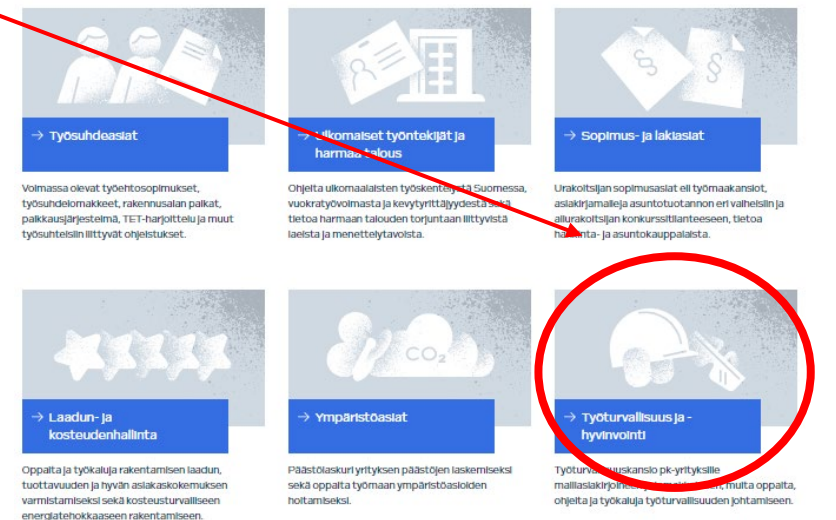 → Työsuhdeasiat
→ Ulkomaiset työntekijät ja
harmaa talous
→ Sopimus- ja lakiasiat
Voimassa olevat työehtosopimukset,
työsuhdelomakkeet, rakennusalan palkat,
palkkausjärjestelmä, TET-harjoittelu ja muut
työsuhteisiin liittyvät ohjeistukset.
Ohjeita ulkomaalaisten työskentelystä Suomessa,
vuokratyövoimasta ja kevytyrittäjyydestä sekä
tietoa harmaan talouden torjuntaan liittyvistä
laeista ja menettelytavoista.
Urakoitsijan sopimusasiat eli työmaakansiot,
asiakirjamalleja asuntotuotannon eri vaiheisiin ja
aliurakoitsijan konkurssitilanteeseen, tietoa
hallinta- ja asuntokauppalaista.
CO₂
→ Laadun- ja
kosteudenhallinta
→ Ympäristöasiat
→ Työturvallisuus ja -
hyvinvointi
Oppaita ja työkaluja rakentamisen laadun,
tuottavuuden ja hyvän asiakaskokemuksen
varmistamiseksi sekä kosteusturvalliseen
energiatehokkaaseen rakentamiseen.
Päästölaskuri yrityksen päästöjen laskemiseksi
sekä oppaita työmaan ympäristöasioiden
hoitamiseksi.
Työturvallisuuskansio pk-yrityksille
malliasiakirjoineen, muita oppaita,
ohjeita ja työkaluja työturvallisuuden johtamiseen.